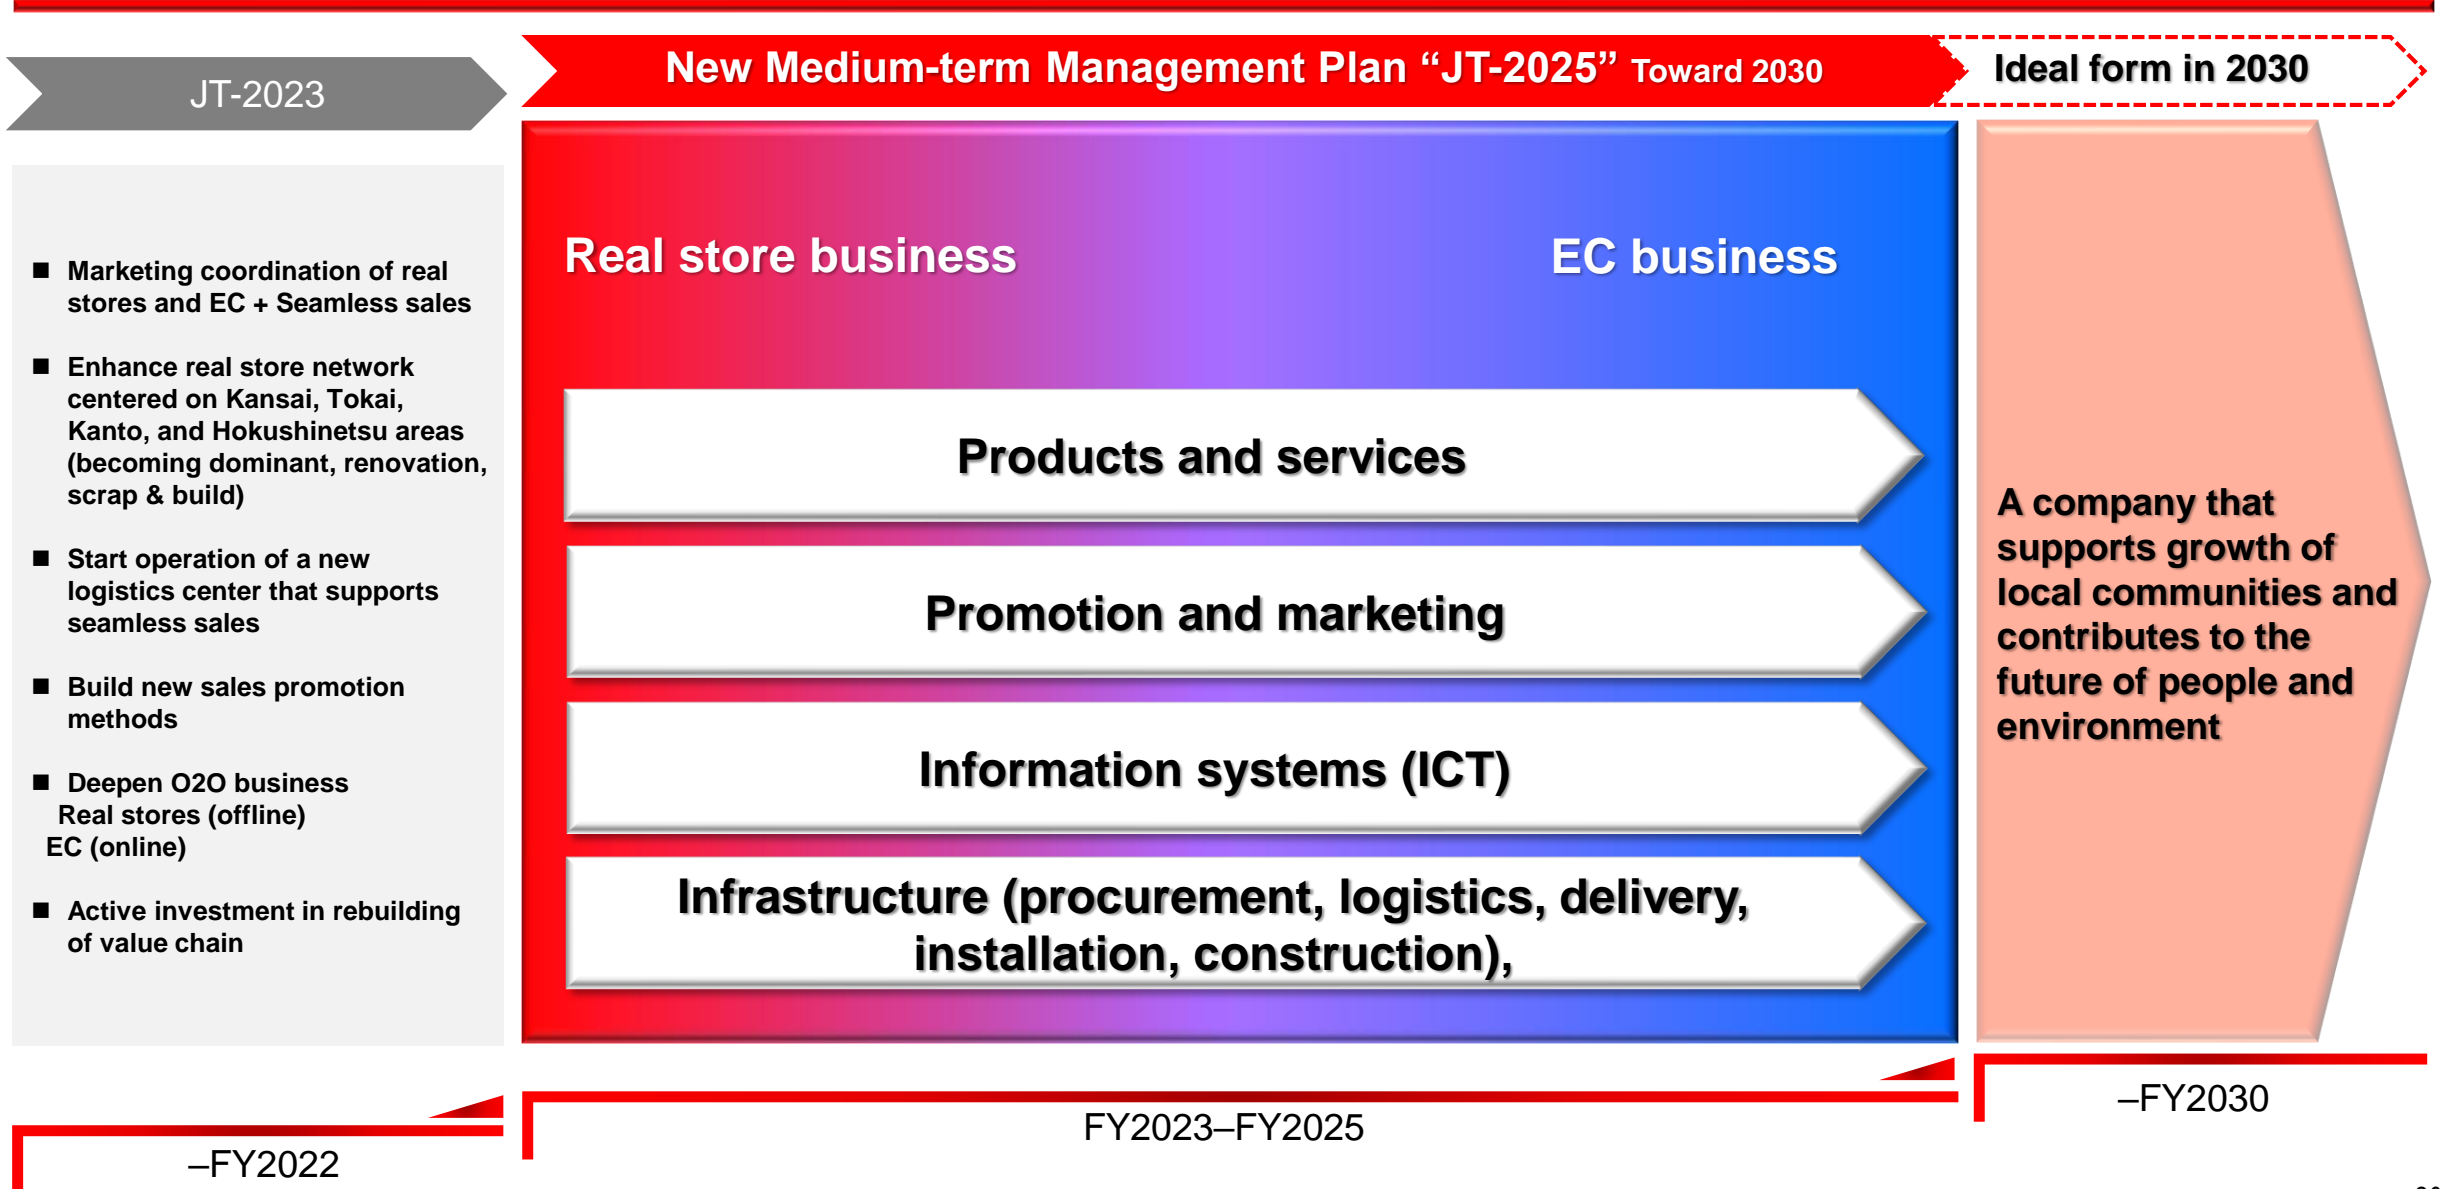 JT-2023
New Medium-term Management Plan “JT-2025” Toward 2030
Ideal form in 2030
■ Marketing coordination of real
stores and EC + Seamless sales
■ Enhance real store network
centered on Kansai, Tokai,
Kanto, and Hokushinetsu areas
(becoming dominant, renovation,
scrap & build)
■ Start operation of a new
logistics center that supports
seamless sales
■ Build new sales promotion
methods
■ Deepen O2O business
Real stores (offline)
EC (online)
■ Active investment in rebuilding
of value chain
Real store business
EC business
Products and services
Promotion and marketing
Information systems (ICT)
Infrastructure (procurement, logistics, delivery,
installation, construction),
A company that
supports growth of
local communities and
contributes to the
future of people and
environment
–FY2022
FY2023–FY2025
–FY2030